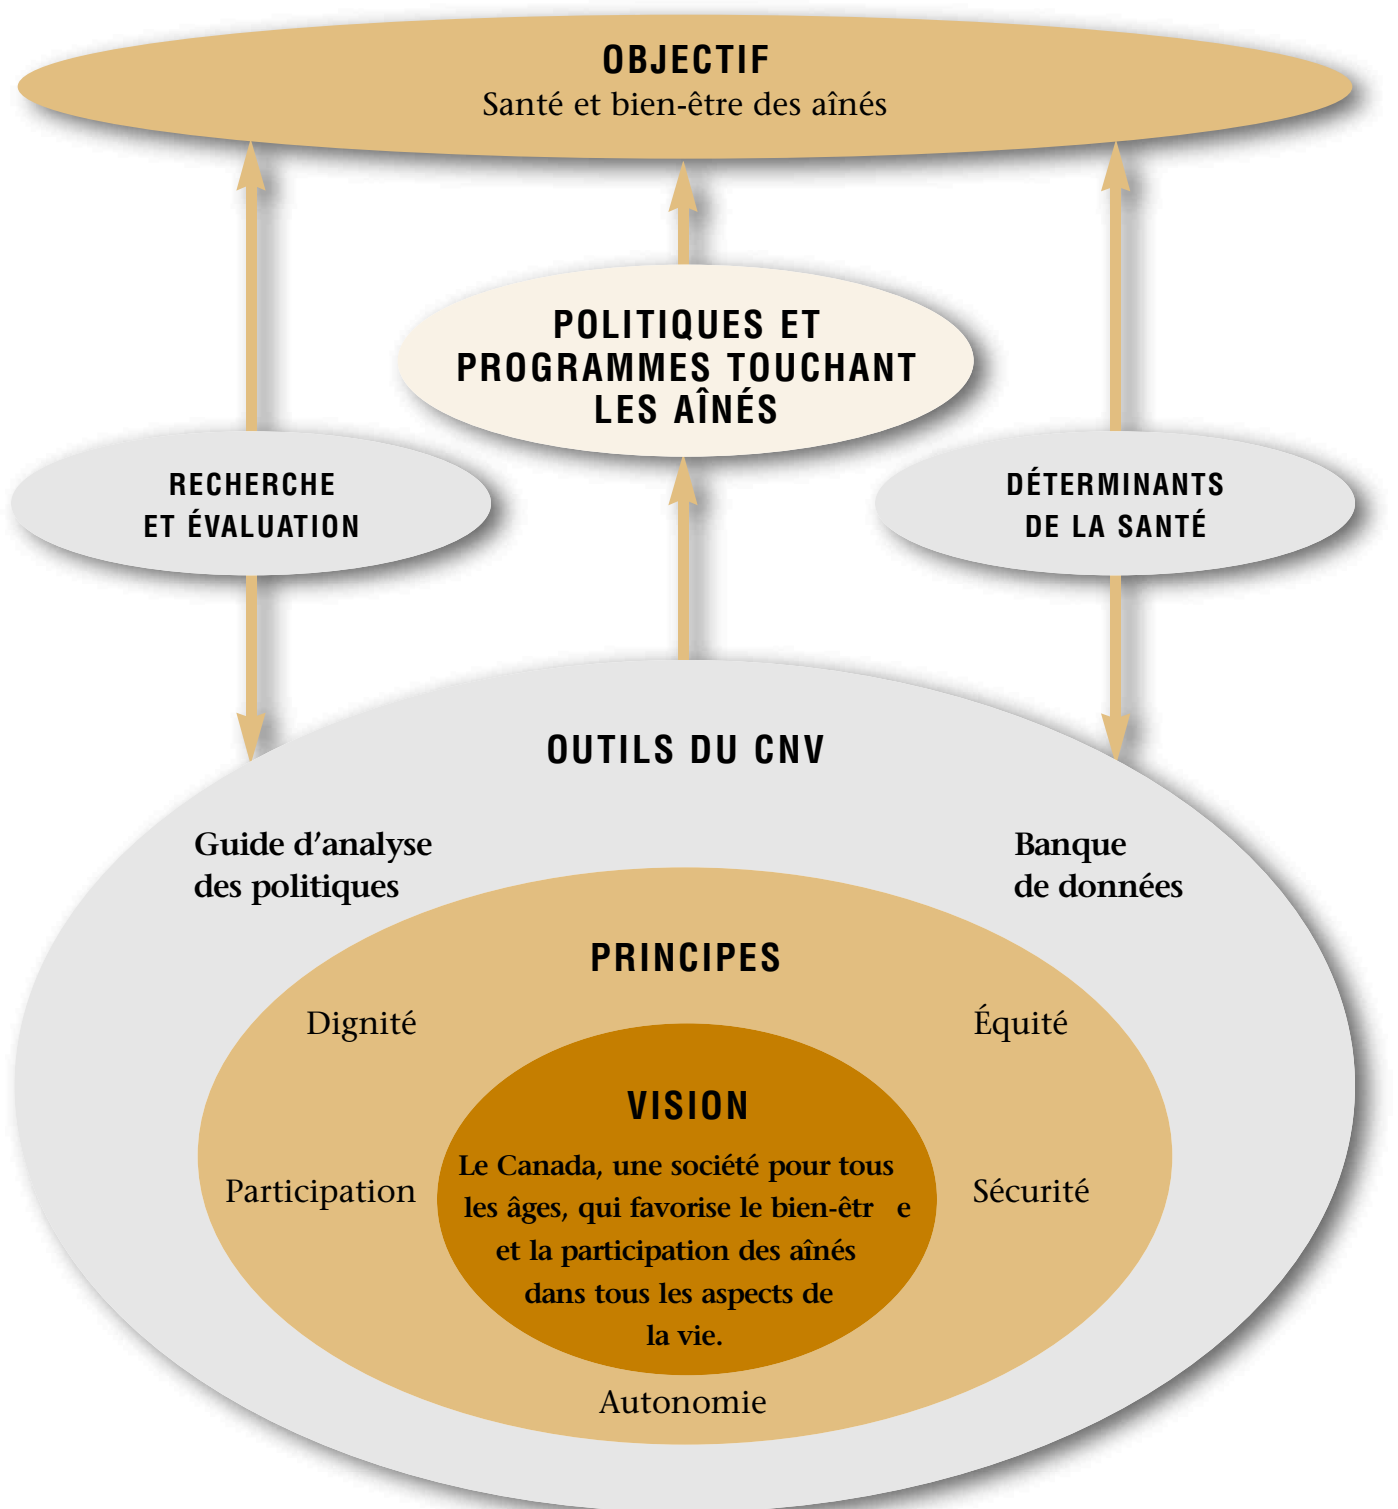 OBJECTIF
Santé et bien-être des aînés
POLITIQUES ET
PROGRAMMES TOUCHANT
LES AÎNÉS
RECHERCHE
ET ÉVALUATION
DÉTERMINANTS
DE LA SANTÉ
OUTILS DU CNV
Guide d'analyse
des politiques
Banque
de données
PRINCIPES
Dignité
Équité
VISION
Le Canada, une société pour tous
les âges, qui favorise le bien-êtr e
et la participation des aînés
dans tous les aspects de
la vie.
Participation
Sécurité
Autonomie